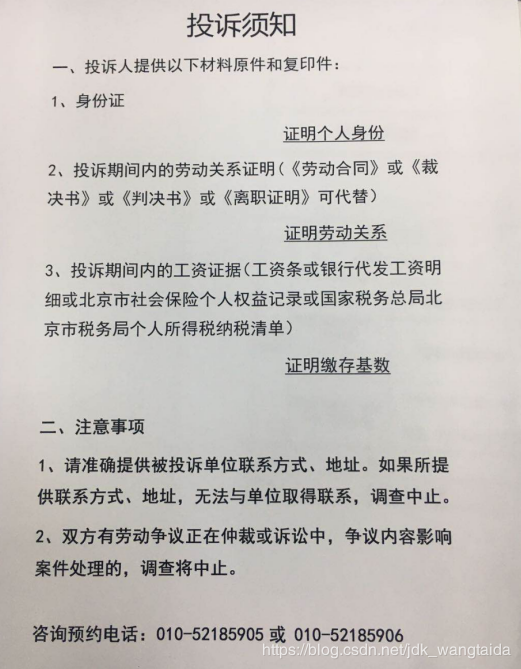 投诉须知
一、投诉人提供以下材料原件和复印件：
1、身份证
证明个人身份
2、投诉期间内的劳动关系证明(《劳动合同》或《裁
决书》或《判决书》或《离职证明》可代替)
证明劳动关系
3、投诉期间内的工资证据(工资条或银行代发工资明
细或北京市社会保险个人权益记录或国家税务总局北
京市税务局个人所得税纳税清单)
证明缴存基数
二、注意事项
1、请准确提供被投诉单位联系方式、地址。如果所提
供联系方式、地址，无法与单位取得联系，调查中止。
2、双方有劳动争议正在仲裁或诉讼中，争议内容影响
案件处理的，调查将中止。
咨询预约电话：010-52185905 或 010-52185906
https://blog.csdn.net/jdk_wangtaida